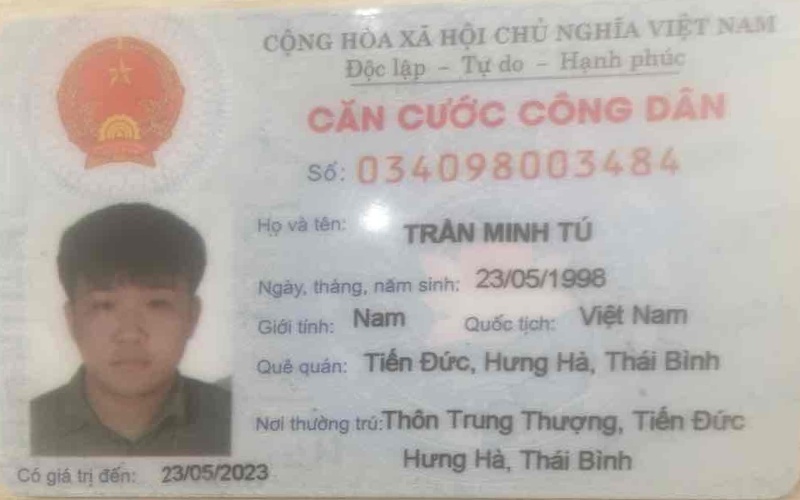 CỘNG HÒA XÃ HỘI CHỦ NGHĨA VIỆT NAM
Độc lập – Tự do – Hạnh phúc
CĂN CƯỚC CÔNG DÂN
Số: 034098003484
Họ và tên: TRẦN MINH TÚ
Ngày, tháng, năm sinh: 23/05/1998
Giới tính: Nam Quốc tịch: Việt Nam
Quê quán: Tiến Đức, Hưng Hà, Thái Bình
Nơi thường trú: Thôn Trung Thượng, Tiến Đức
Hưng Hà, Thái Bình
Có giá trị đến: 23/05/2023